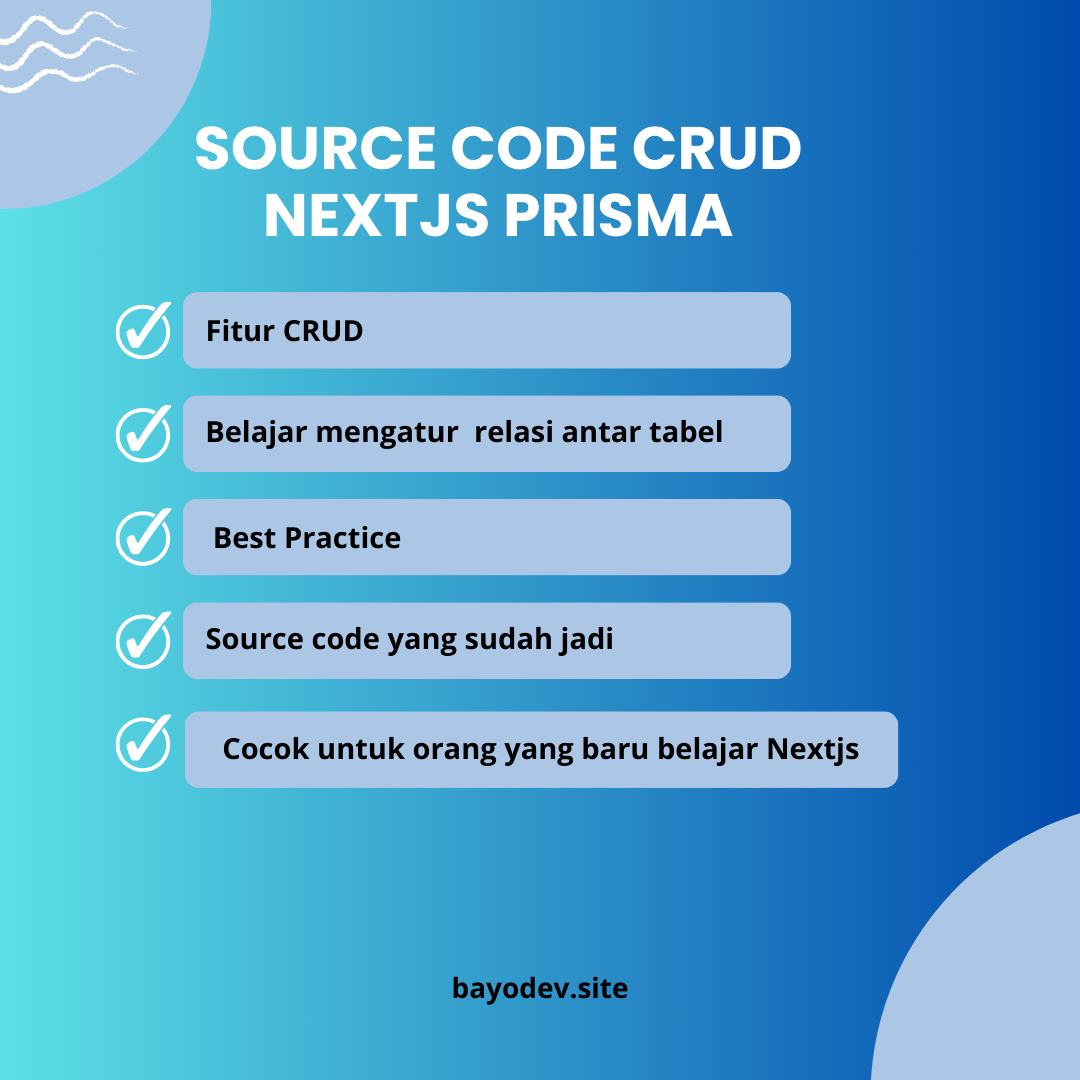 SOURCE CODE CRUD
NEXTJS PRISMA
Fitur CRUD
Belajar mengatur  relasi antar tabel
Best Practice
Source code yang sudah jadi
Cocok untuk orang yang baru belajar Nextjs
bayodev.site